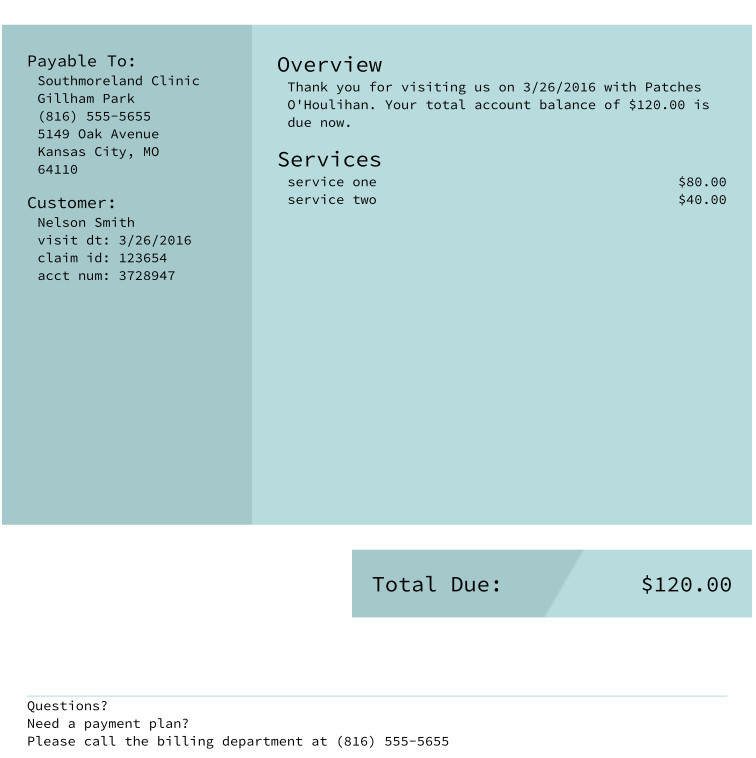 Payable To:
Southmoreland Clinic
Gillham Park
(816) 555-5655
5149 Oak Avenue
Kansas City, MO
64110
Customer:
Nelson Smith
visit dt: 3/26/2016
claim id: 123654
acct num: 3728947
Overview
Thank you for visiting us on 3/26/2016 with Patches
O'Houlihan. Your total account balance of $120.00 is
due now.
Services
service one $80.00
service two $40.00
Total Due: $120.00
Questions?
Need a payment plan?
Please call the billing department at (816) 555-5655